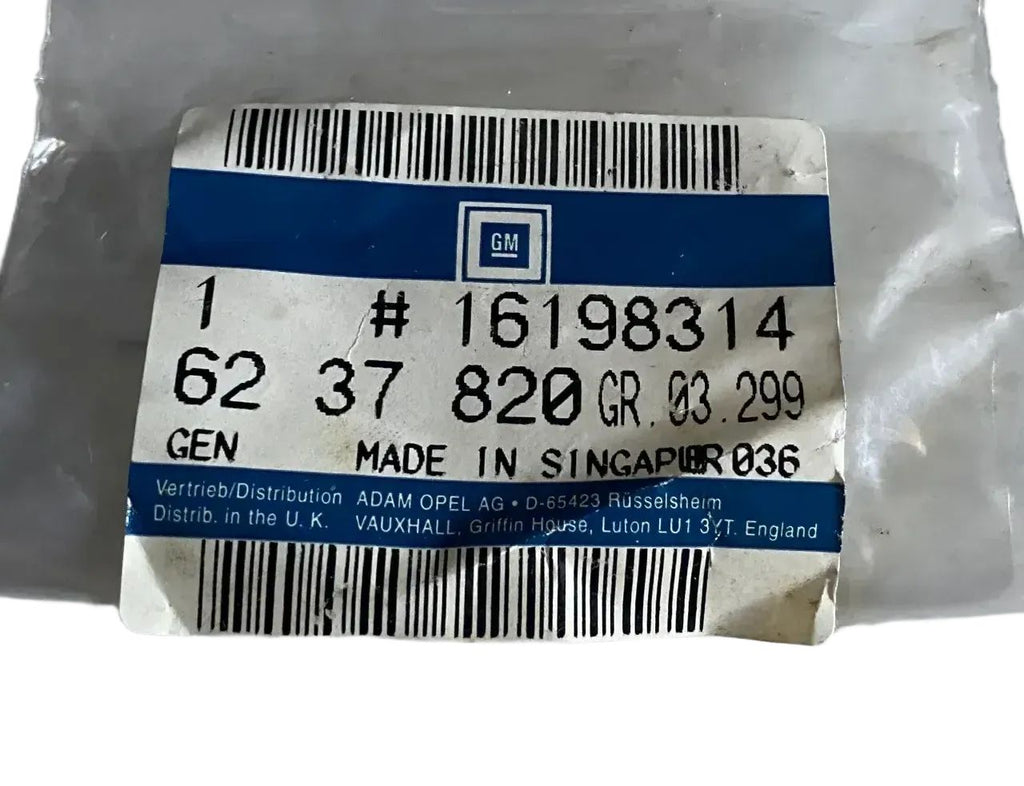 GM
1 # 16198314
62 37 820 GR. 03.299
GEN MADE IN SINGAPUR 036
Vertrieb/Distribution ADAM OPEL AG • D-65423 Rüsselsheim
Distrib. in the U. K. VAUXHALL, Griffin House, Luton LU1 3YT. England